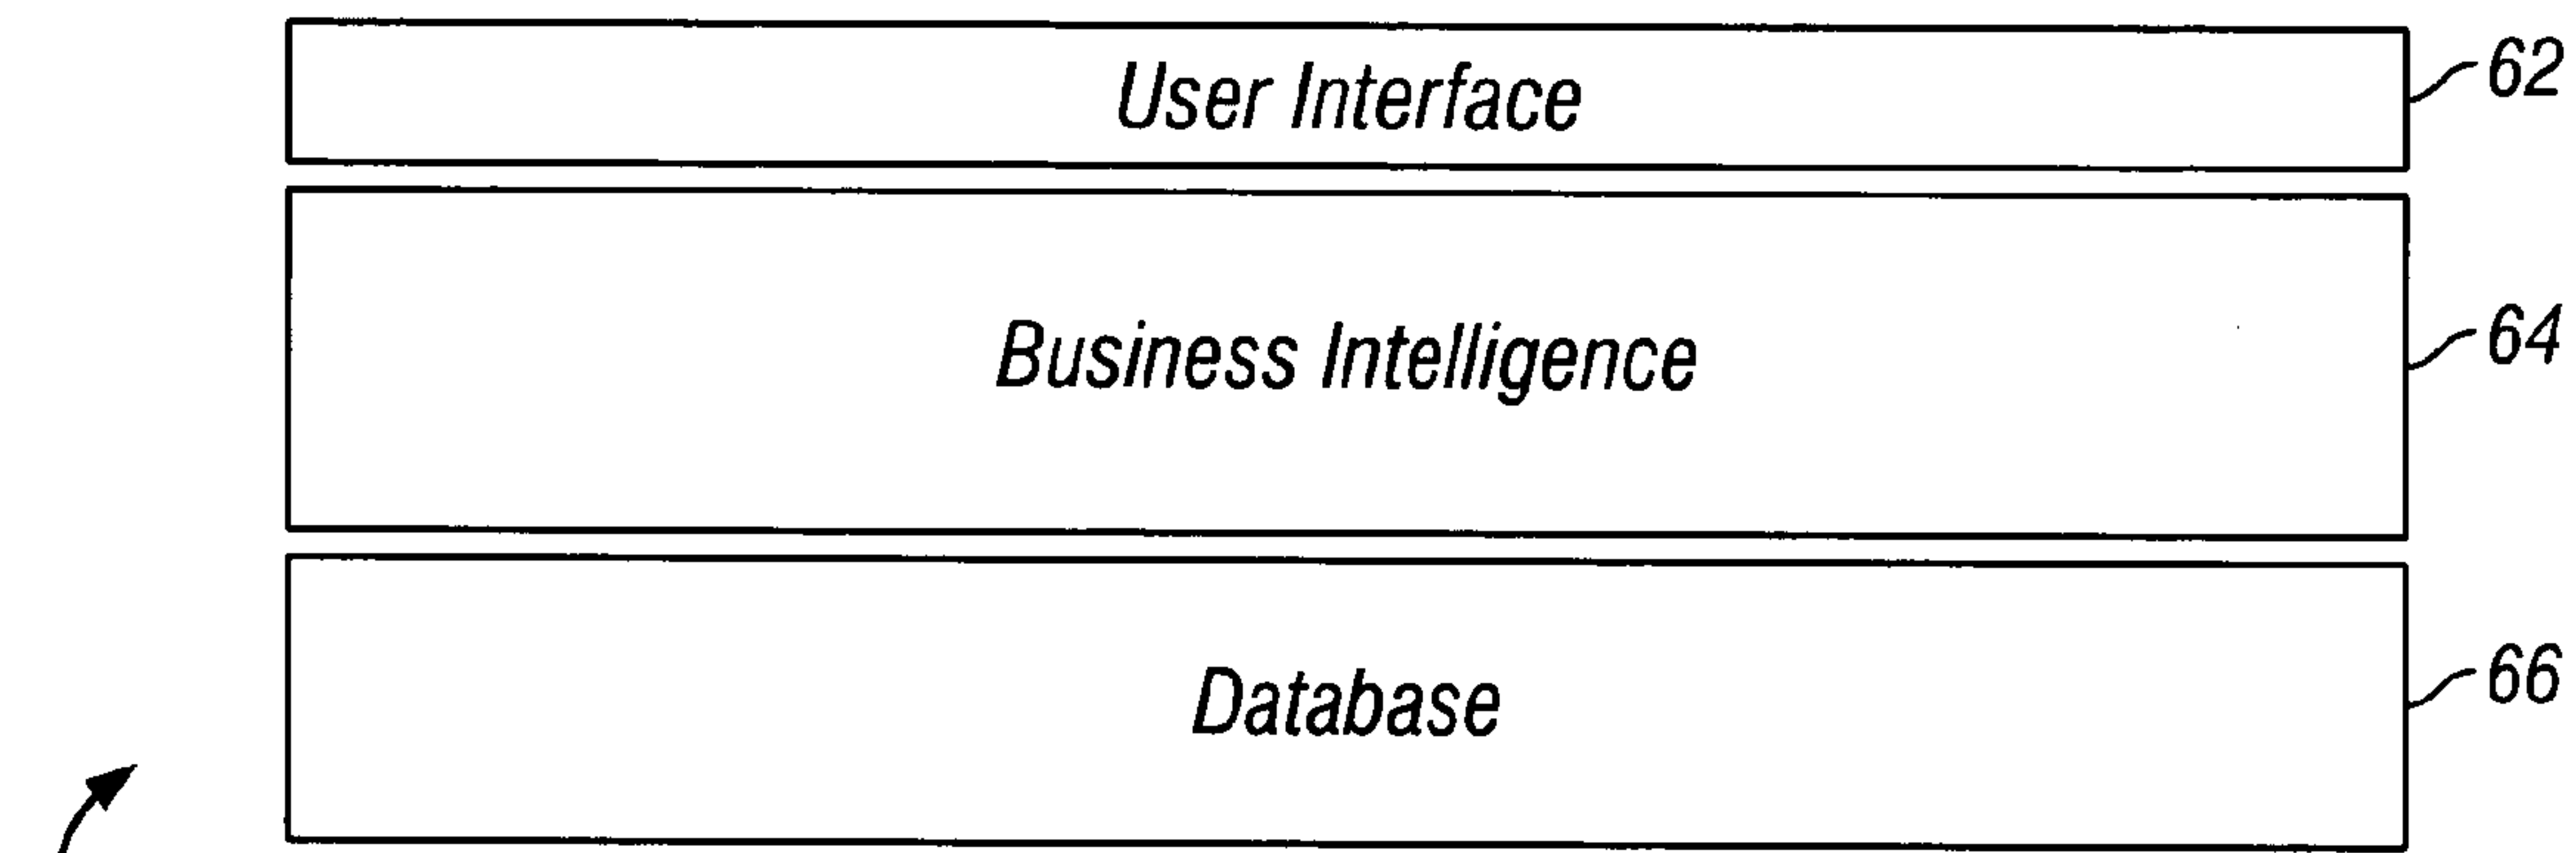 User Interface 62
Business Intelligence 64
Database 66